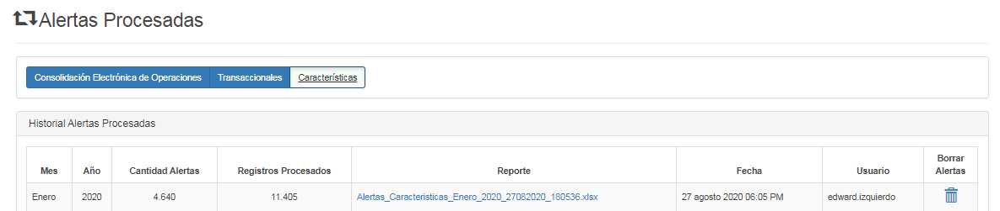 Alertas Procesadas
Consolidación Electrónica de Operaciones Transaccionales Características
Historial Alertas Procesadas
Mes Año Cantidad Alertas Registros Procesados Reporte Fecha Usuario Borrar Alertas
Enero 2020 4.640 11.405 Alertas_Caracteristicas_Enero_2020_27082020_180536.xlsx 27 agosto 2020 06:05 PM edward.izquierdo